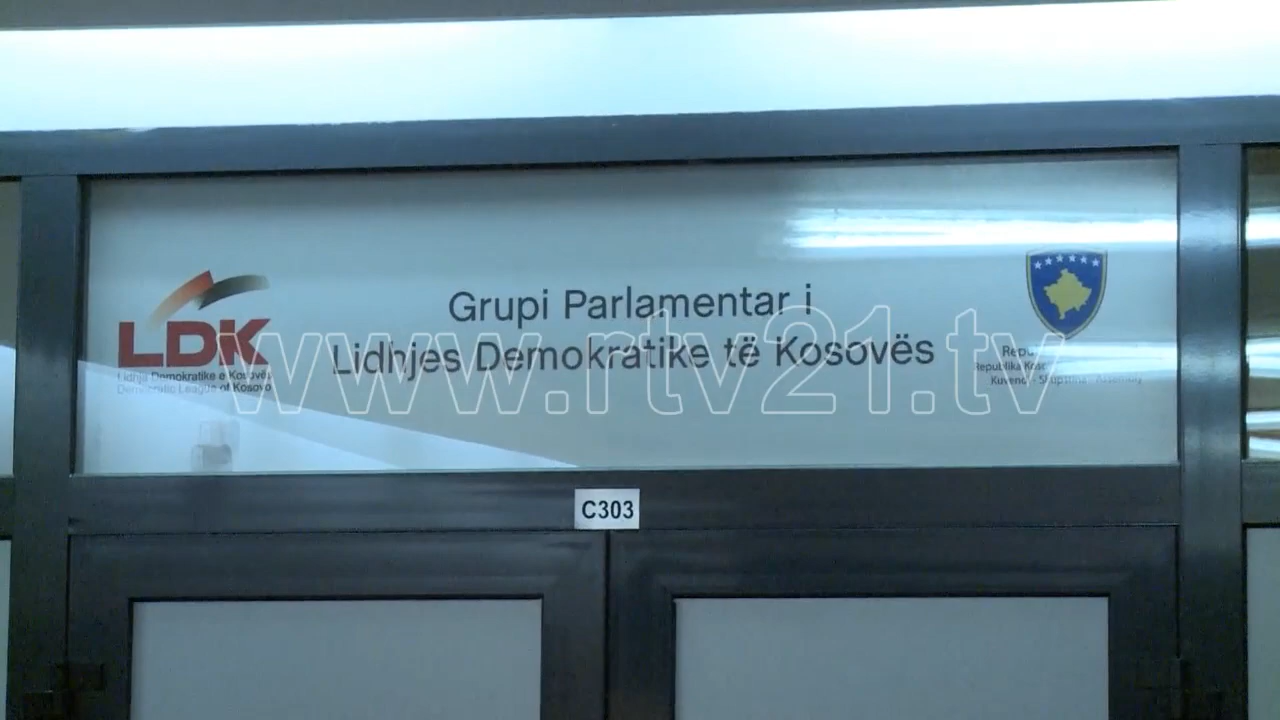 Grupi Parlamentar i
Lidhjes Demokratike të Kosovës
LDK
Lidhja Demokratike e Kosovës
Democratic League of Kosovo
Republika
Kuvendi - Skupština - Assembly
www.rtv21.tv
C303